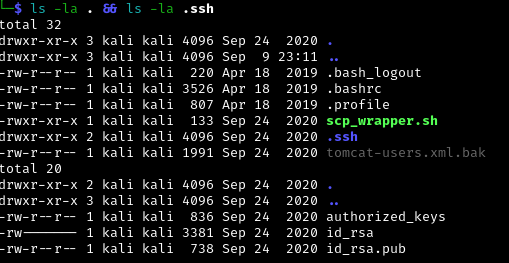 └─$ ls -la . && ls -la .ssh
total 32
drwxr-xr-x 3 kali kali 4096 Sep 24  2020 .
drwxr-xr-x 3 kali kali 4096 Sep  9 23:11 ..
-rw-r--r-- 1 kali kali  220 Apr 18  2019 .bash_logout
-rw-r--r-- 1 kali kali 3526 Apr 18  2019 .bashrc
-rw-r--r-- 1 kali kali  807 Apr 18  2019 .profile
-rwxr-xr-x 1 kali kali  133 Sep 24  2020 scp_wrapper.sh
drwxr-xr-x 2 kali kali 4096 Sep 24  2020 .ssh
-rw-r--r-- 1 kali kali 1991 Sep 24  2020 tomcat-users.xml.bak
total 20
drwxr-xr-x 2 kali kali 4096 Sep 24  2020 .
drwxr-xr-x 3 kali kali 4096 Sep 24  2020 ..
-rw-r--r-- 1 kali kali  836 Sep 24  2020 authorized_keys
-rw------- 1 kali kali 3381 Sep 24  2020 id_rsa
-rw-r--r-- 1 kali kali  738 Sep 24  2020 id_rsa.pub